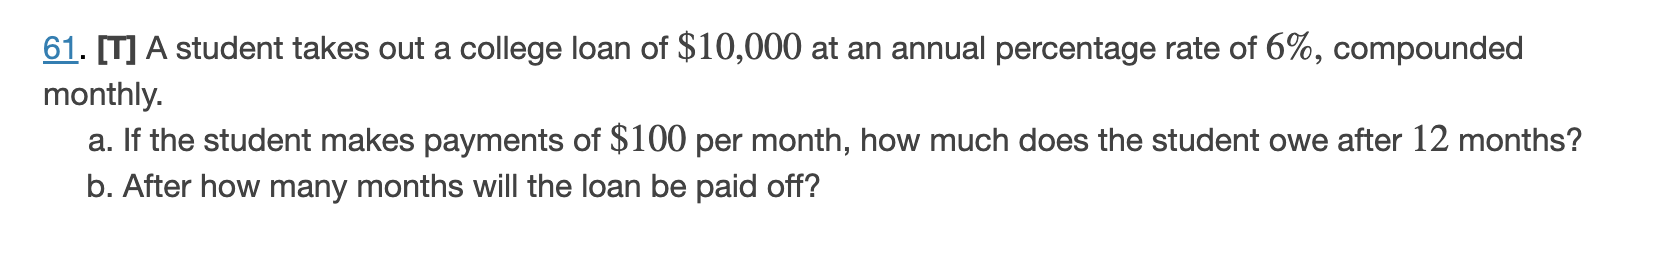 61. [T] A student takes out a college loan of $10,000 at an annual percentage rate of 6%, compounded
monthly.
a. If the student makes payments of $100 per month, how much does the student owe after 12 months?
b. After how many months will the loan be paid off?